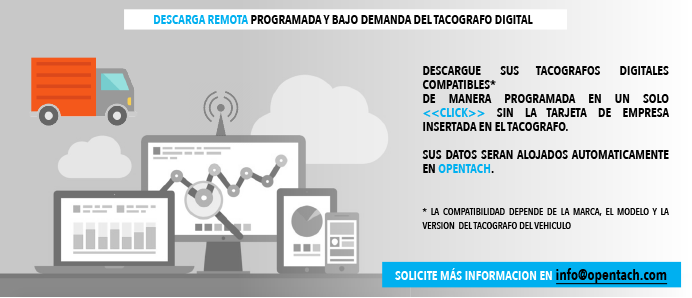 DESCARGA REMOTA PROGRAMADA Y BAJO DEMANDA DEL TACOGRAFO DIGITAL
DESCARGUE SUS TACOGRAFOS DIGITALES
COMPATIBLES*
DE MANERA PROGRAMADA EN UN SOLO
<<CLICK>> SIN LA TARJETA DE EMPRESA
INSERTADA EN EL TACOGRAFO.
SUS DATOS SERAN ALOJADOS AUTOMATICAMENTE
EN OPENTACH.
* LA COMPATIBILIDAD DEPENDE DE LA MARCA, EL MODELO Y LA
VERSION DEL TACOGRAFO DEL VEHICULO
SOLICITE MÁS INFORMACION EN info@opentach.com